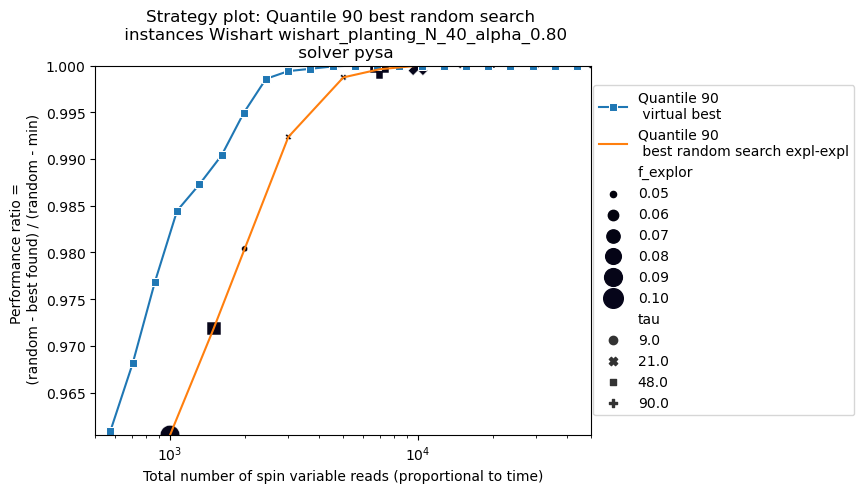 Strategy plot: Quantile 90 best random search
instances Wishart wishart_planting_N_40_alpha_0.80
solver pysa
1.000
0.995
0.990
0.985
0.980
0.975
0.970
0.965
Performance ratio =
(random - best found) / (random - min)
10^3
10^4
Total number of spin variable reads (proportional to time)
Quantile 90
virtual best
Quantile 90
best random search expl-expl
f_explor
0.05
0.06
0.07
0.08
0.09
0.10
tau
9.0
21.0
48.0
90.0